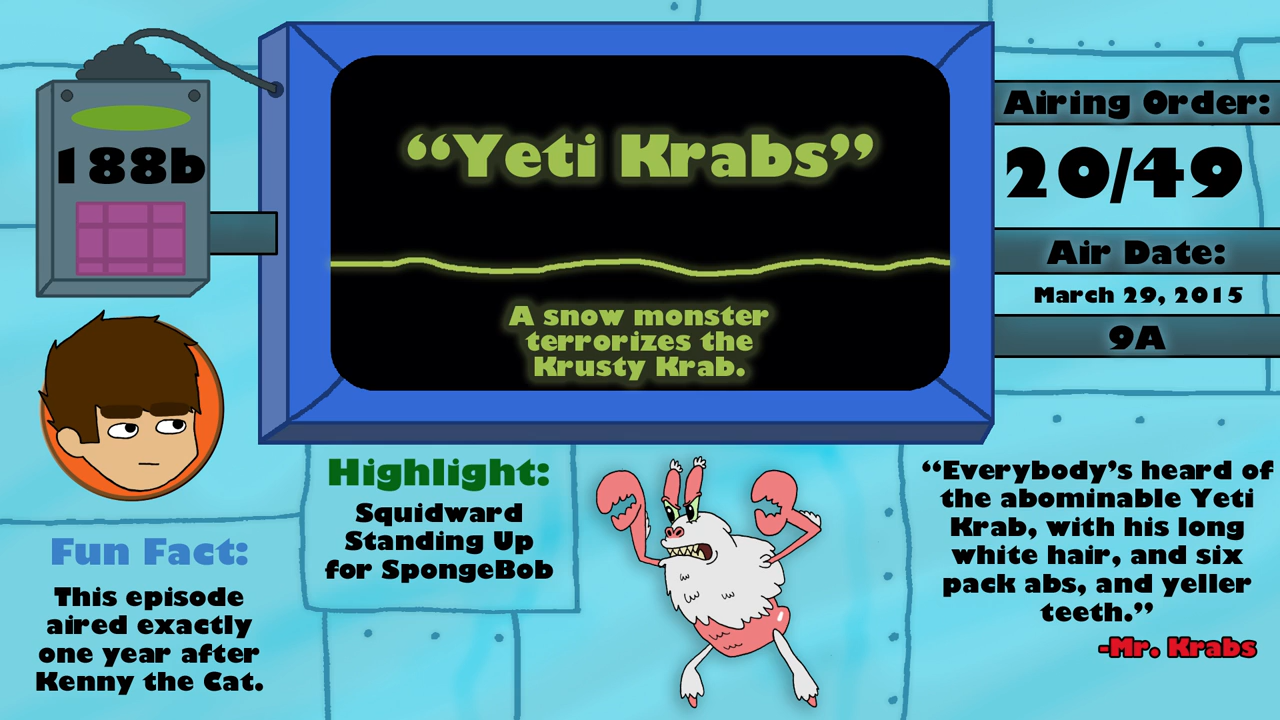 188b
“Yeti Krabs”
A snow monster
terrorizes the
Krusty Krab.
Airing Order:
20/49
Air Date:
March 29, 2015
9A
Fun Fact:
This episode
aired exactly
one year after
Kenny the Cat.
Highlight:
Squidward
Standing Up
for SpongeBob
“Everybody’s heard of
the abominable Yeti
Krab, with his long
white hair, and six
pack abs, and yeller
teeth.”
-Mr. Krabs